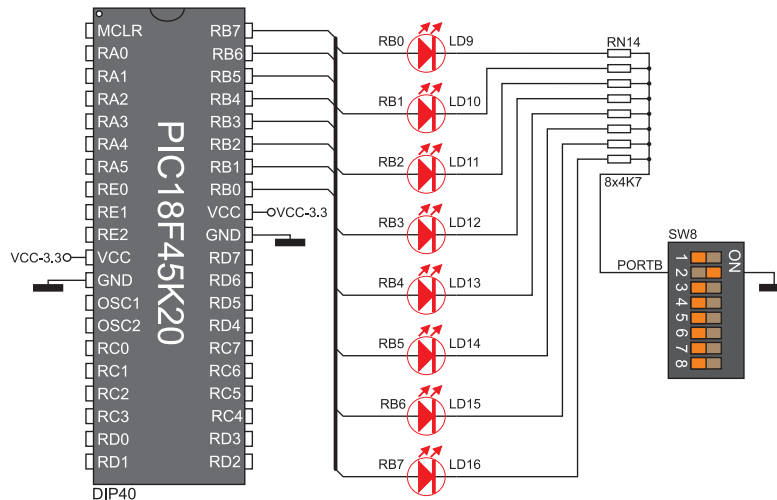 MCLR RB7
RA0 RB6
RA1 RB5
RA2 RB4
RA3 RB3
RA4 RB2
RA5 RB1
RE0 RB0
RE1 VCC VCC-3.3
RE2 GND
VCC-3.3 VCC RD7
GND RD6
OSC1 RD5
OSC2 RD4
RC0 RC7
RC1 RC6
RC2 RC5
RC3 RC4
RD0 RD3
RD1 RD2
PIC18F45K20
DIP40
RB0 LD9
RB1 LD10
RB2 LD11
RB3 LD12
RB4 LD13
RB5 LD14
RB6 LD15
RB7 LD16
RN14
8x4K7
SW8
PORTB
ON
1
2
3
4
5
6
7
8